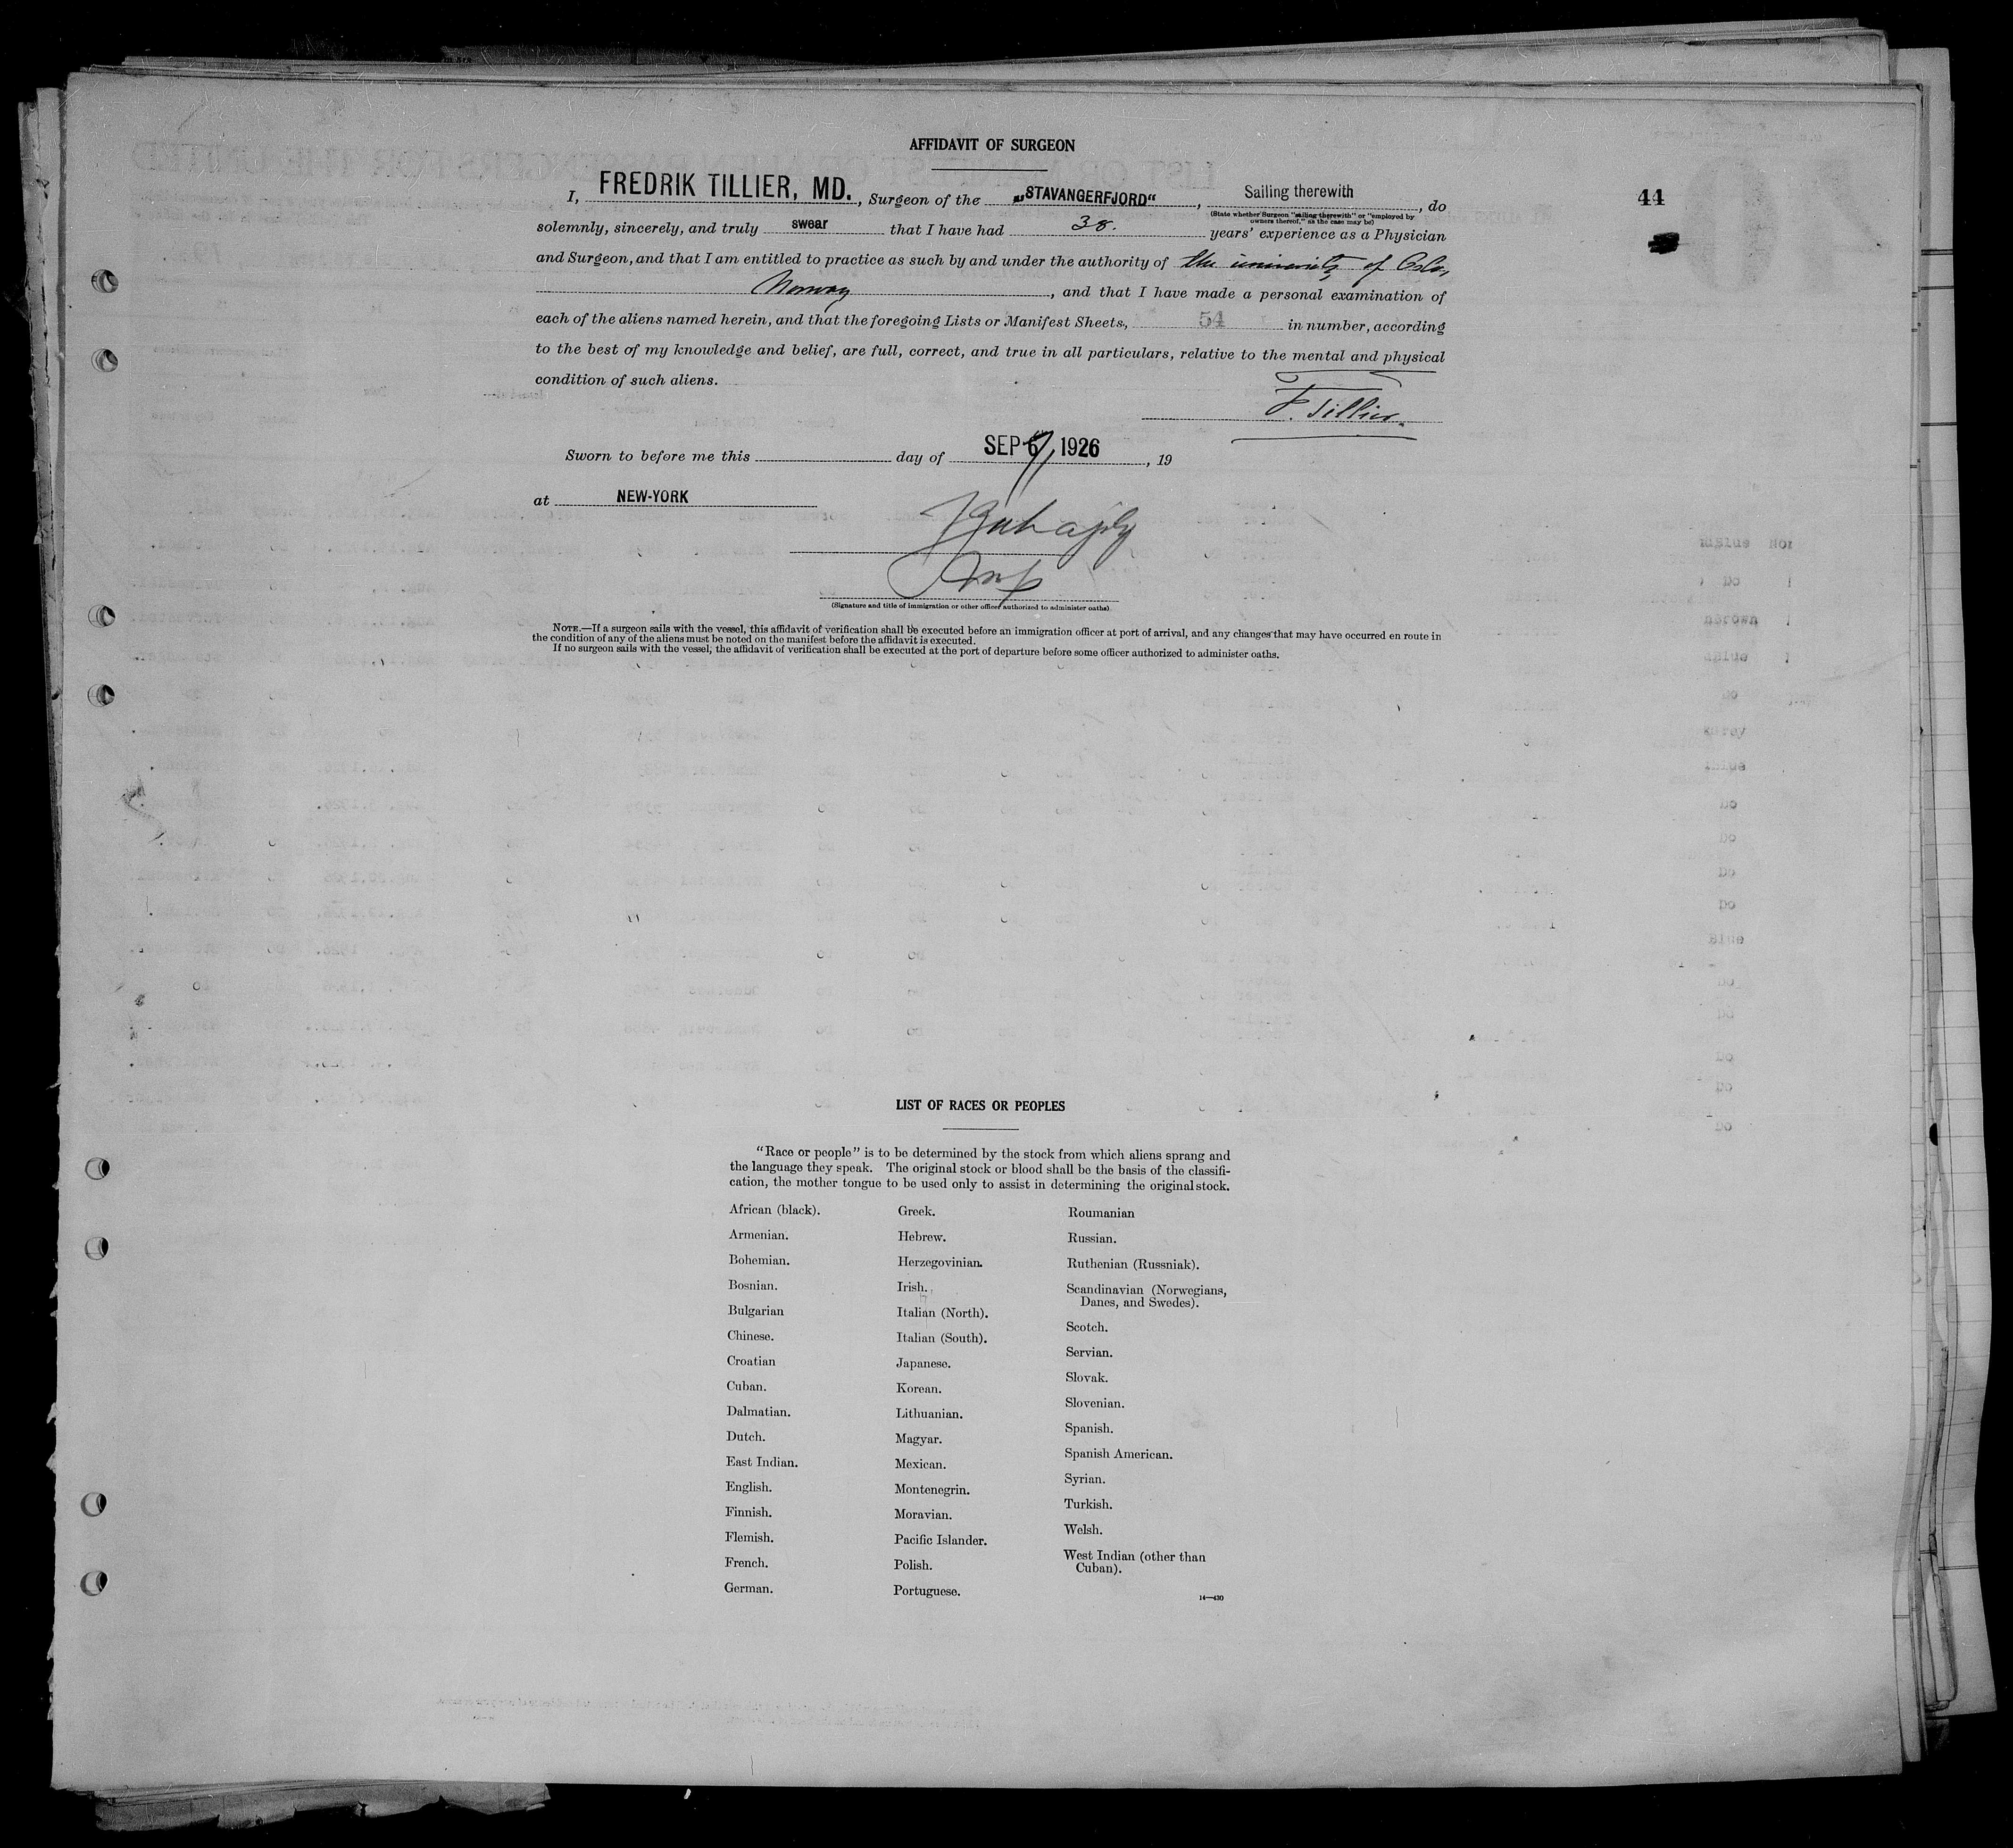 AFFIDAVIT OF SURGEON
44
I, FREDRIK TILLIER, MD., Surgeon of the „STAVANGERFJORD“, Sailing therewith, do
(State whether Surgeon "sailing therewith" or "employed by
owners thereof," as the case may be)
solemnly, sincerely, and truly swear that I have had 38. years' experience as a Physician
and Surgeon, and that I am entitled to practice as such by and under the authority of the university of Oslo,
Norway, and that I have made a personal examination of
each of the aliens named herein, and that the foregoing Lists or Manifest Sheets, 54 in number, according
to the best of my knowledge and belief, are full, correct, and true in all particulars, relative to the mental and physical
condition of such aliens.
F. Tillier.
Sworn to before me this day of SEP 7/ 1926, 19
at NEW-YORK
(Signature and title of immigration or other officer authorized to administer oaths).
NOTE.—If a surgeon sails with the vessel, this affidavit of verification shall be executed before an immigration officer at port of arrival, and any changes that may have occurred en route in
the condition of any of the aliens must be noted on the manifest before the affidavit is executed.
If no surgeon sails with the vessel, the affidavit of verification shall be executed at the port of departure before some officer authorized to administer oaths.
LIST OF RACES OR PEOPLES
"Race or people" is to be determined by the stock from which aliens sprang and
the language they speak. The original stock or blood shall be the basis of the classifi-
cation, the mother tongue to be used only to assist in determining the original stock.
African (black).
Armenian.
Bohemian.
Bosnian.
Bulgarian
Chinese.
Croatian
Cuban.
Dalmatian.
Dutch.
East Indian.
English.
Finnish.
Flemish.
French.
German.
Greek.
Hebrew.
Herzegovinian.
Irish.
Italian (North).
Italian (South).
Japanese.
Korean.
Lithuanian.
Magyar.
Mexican.
Montenegrin.
Moravian.
Pacific Islander.
Polish.
Portuguese.
Roumanian
Russian.
Ruthenian (Russniak).
Scandinavian (Norwegians,
Danes, and Swedes).
Scotch.
Servian.
Slovak.
Slovenian.
Spanish.
Spanish American.
Syrian.
Turkish.
Welsh.
West Indian (other than
Cuban).
14—430